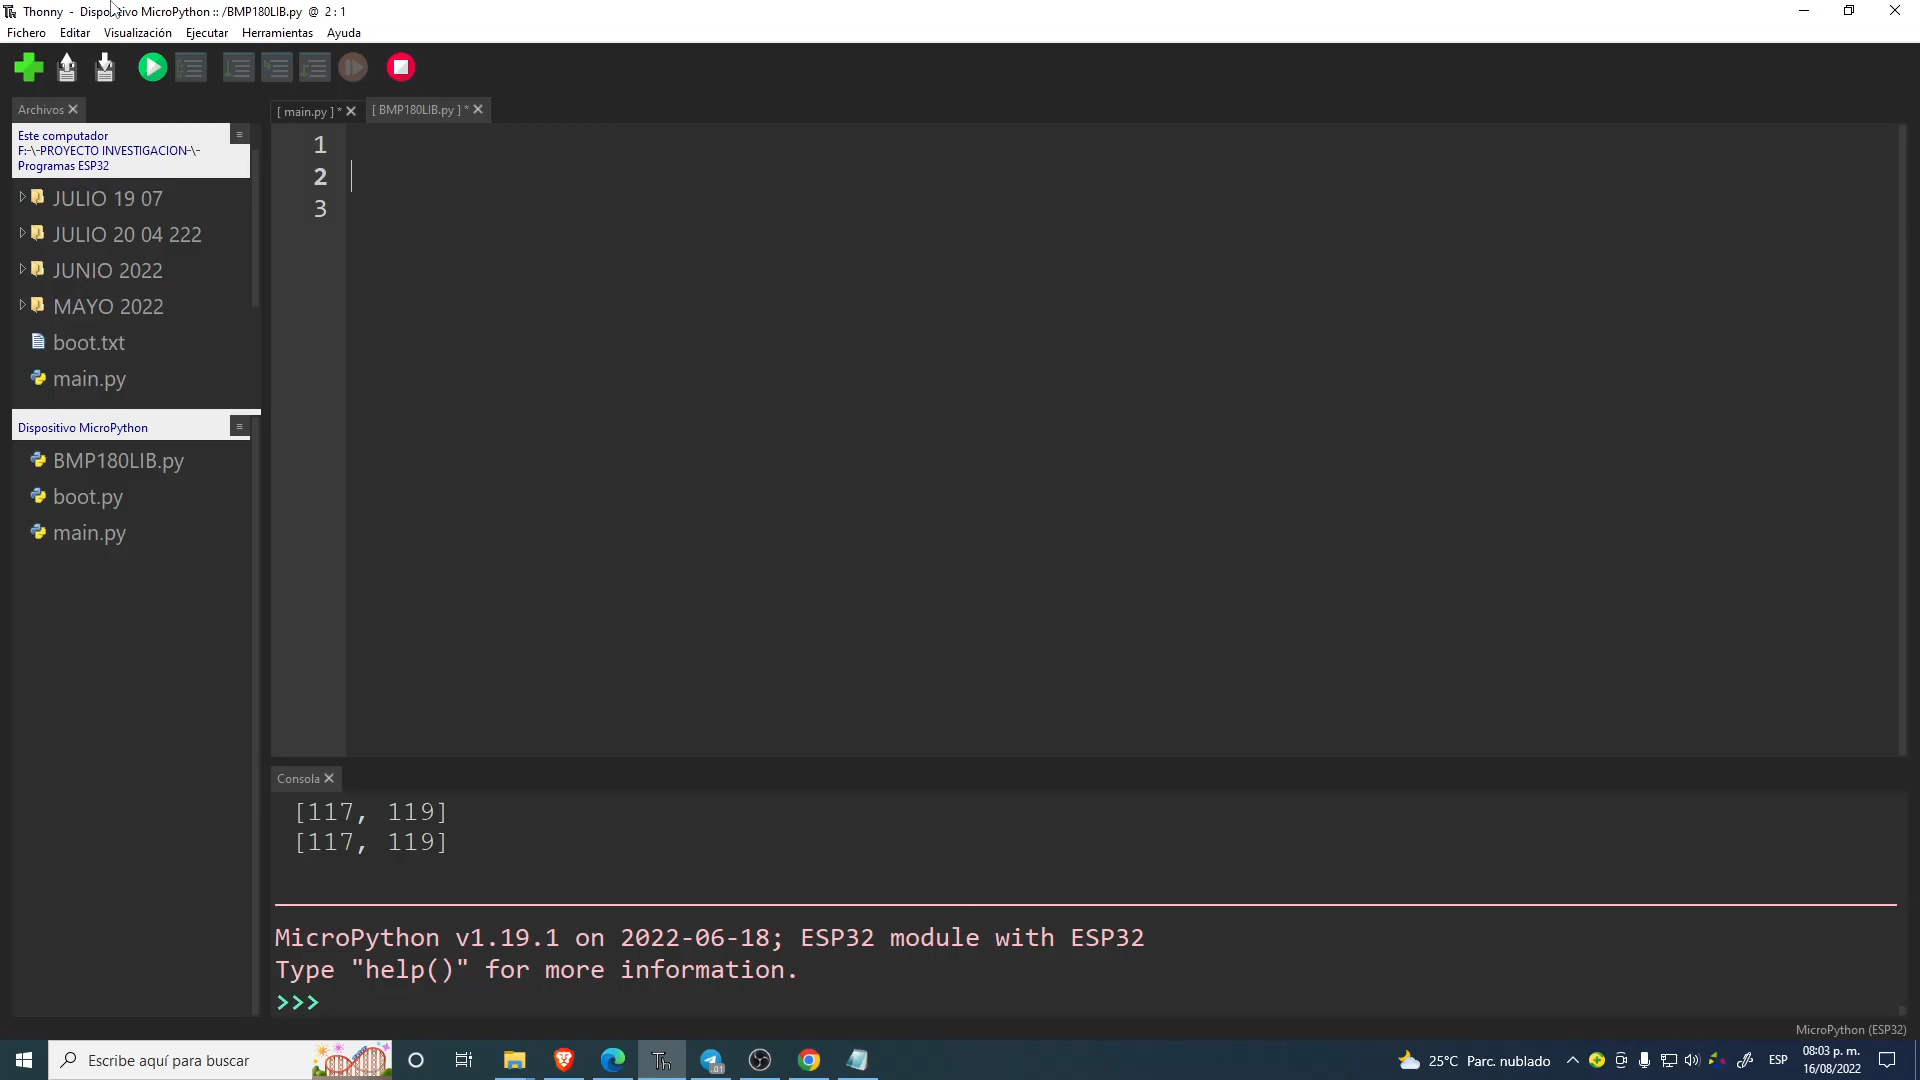 Thonny - Dispositivo MicroPython :: /BMP180LIB.py @ 2:1
Fichero Editar Visualización Ejecutar Herramientas Ayuda
Archivos
[ main.py ] *
[ BMP180LIB.py ] *
Este computador
F:\-PROYECTO INVESTIGACION-\-
Programas ESP32
JULIO 19 07
JULIO 20 04 222
JUNIO 2022
MAYO 2022
boot.txt
main.py
Dispositivo MicroPython
BMP180LIB.py
boot.py
main.py
1
2
3
Consola
[117, 119]
[117, 119]
MicroPython v1.19.1 on 2022-06-18; ESP32 module with ESP32
Type "help()" for more information.
>>>
MicroPython (ESP32)
Escribe aquí para buscar
25°C Parc. nublado
ESP
08:03 p. m.
16/08/2022